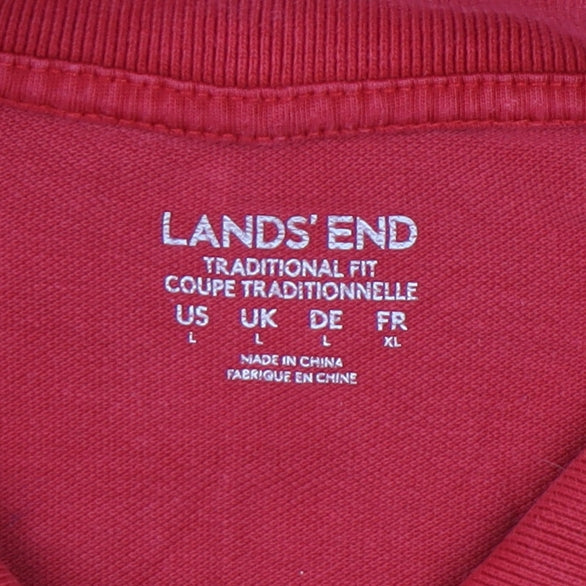 LANDS' END
TRADITIONAL FIT
COUPE TRADITIONNELLE
US UK DE FR
L L L XL
MADE IN CHINA
FABRIQUE EN CHINE